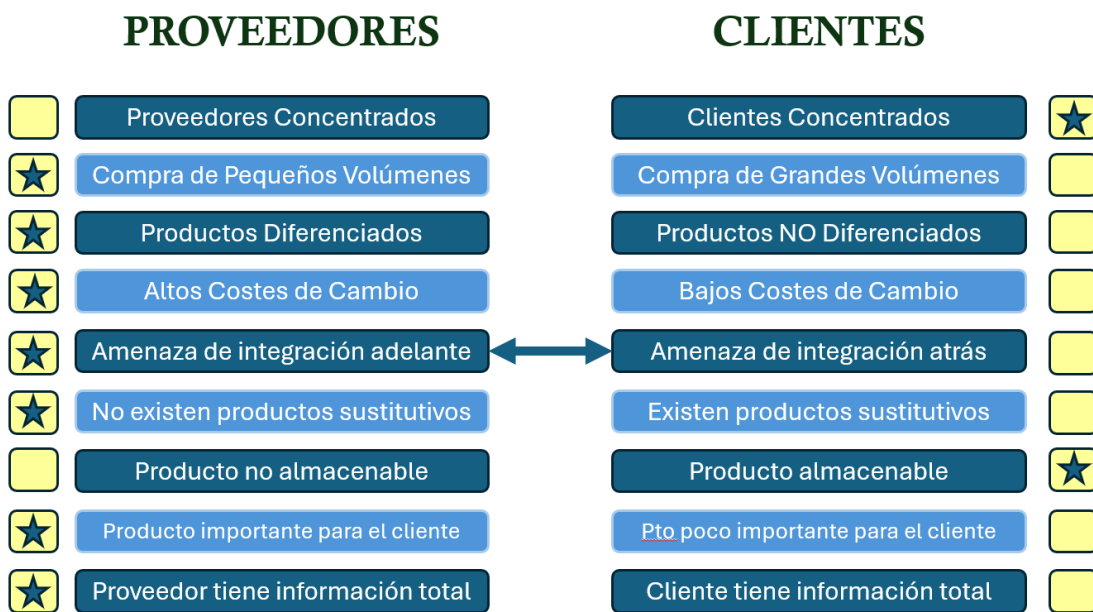 PROVEEDORES
CLIENTES
Proveedores Concentrados
Clientes Concentrados
Compra de Pequeños Volúmenes
Compra de Grandes Volúmenes
Productos Diferenciados
Productos NO Diferenciados
Altos Costes de Cambio
Bajos Costes de Cambio
Amenaza de integración adelante
Amenaza de integración atrás
No existen productos sustitutivos
Existen productos sustitutivos
Producto no almacenable
Producto almacenable
Producto importante para el cliente
Pto poco importante para el cliente
Proveedor tiene información total
Cliente tiene información total